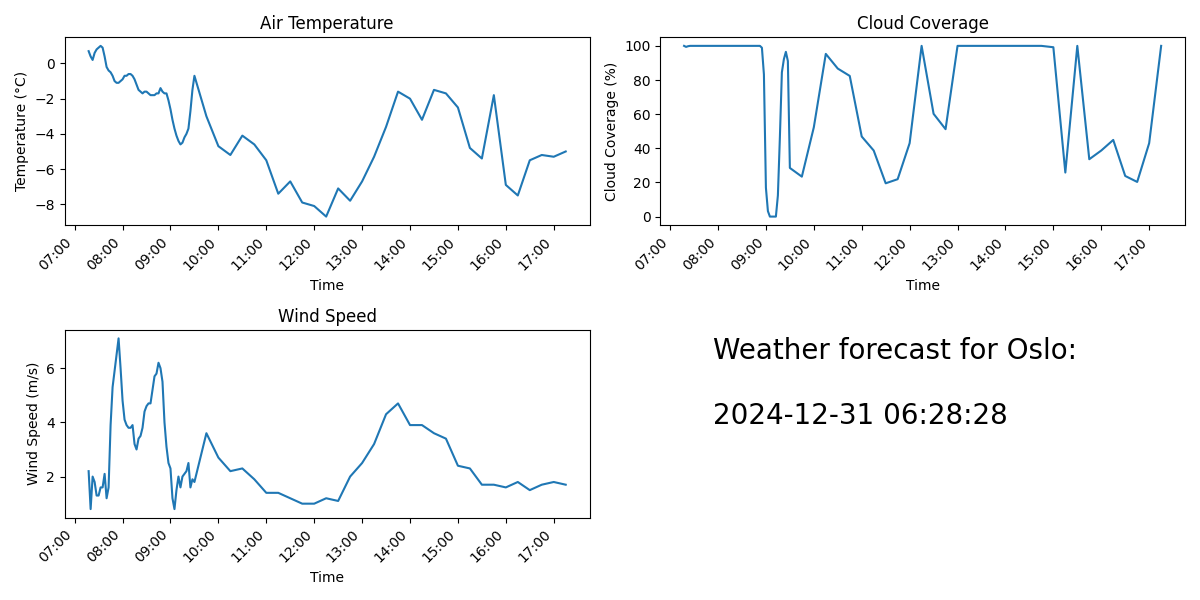 Air Temperature
Temperature (°C)
0
−2
−4
−6
−8
07:00 08:00 09:00 10:00 11:00 12:00 13:00 14:00 15:00 16:00 17:00
Time
Cloud Coverage
Cloud Coverage (%)
100
80
60
40
20
0
07:00 08:00 09:00 10:00 11:00 12:00 13:00 14:00 15:00 16:00 17:00
Time
Wind Speed
Wind Speed (m/s)
6
4
2
07:00 08:00 09:00 10:00 11:00 12:00 13:00 14:00 15:00 16:00 17:00
Time
Weather forecast for Oslo:
2024-12-31 06:28:28